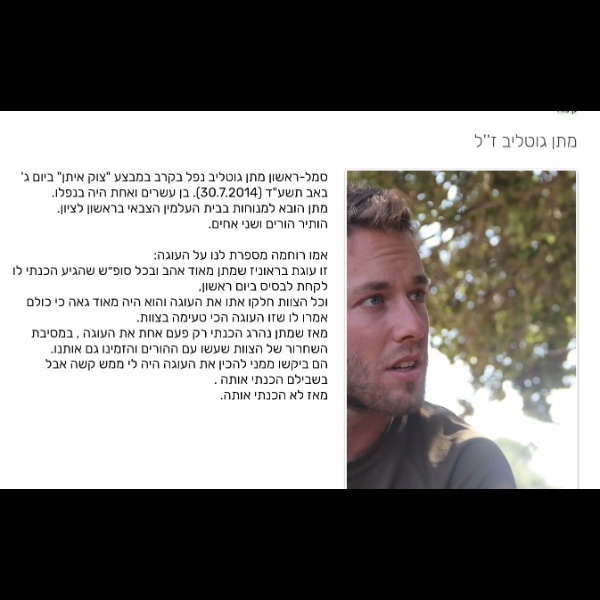 מתן גוטליב ז''ל
סמל-ראשון מתן גוטליב נפל בקרב במבצע "צוק איתן" ביום ג'
באב תשע"ד (30.7.2014). בן עשרים ואחת היה בנפלו.
מתן הובא למנוחות בבית העלמין הצבאי בראשון לציון.
הותיר הורים ושני אחים.
אמו רוחמה מספרת לנו על העוגה:
זו עוגת בראוניז שמתן מאוד אהב ובכל סופ״ש שהגיע הכנתי לו
לקחת לבסיס ביום ראשון,
וכל הצוות חלקו אתו את העוגה והוא היה מאוד גאה כי כולם
אמרו לו שזו העוגה הכי טעימה בצוות.
מאז שמתן נהרג הכנתי רק פעם אחת את העוגה , במסיבת
השחרור של הצוות שעשו עם ההורים והזמינו גם אותנו.
הם ביקשו ממני להכין את העוגה היה לי ממש קשה אבל
בשבילם הכנתי אותה .
מאז לא הכנתי אותה.